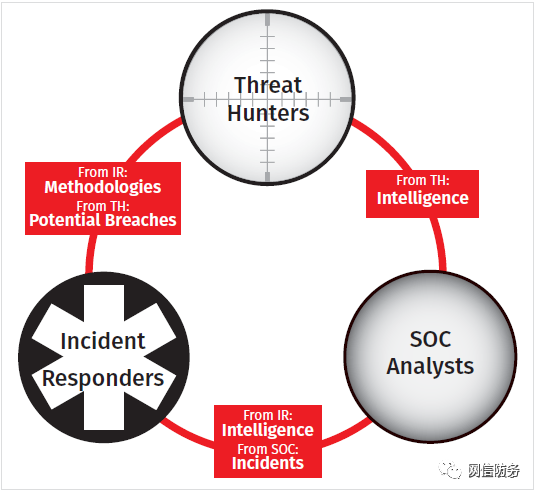 Threat
Hunters
From IR:
Methodologies
From TH:
Potential Breaches
From TH:
Intelligence
Incident
Responders
SOC
Analysts
From IR:
Intelligence
From SOC:
Incidents
网信防务